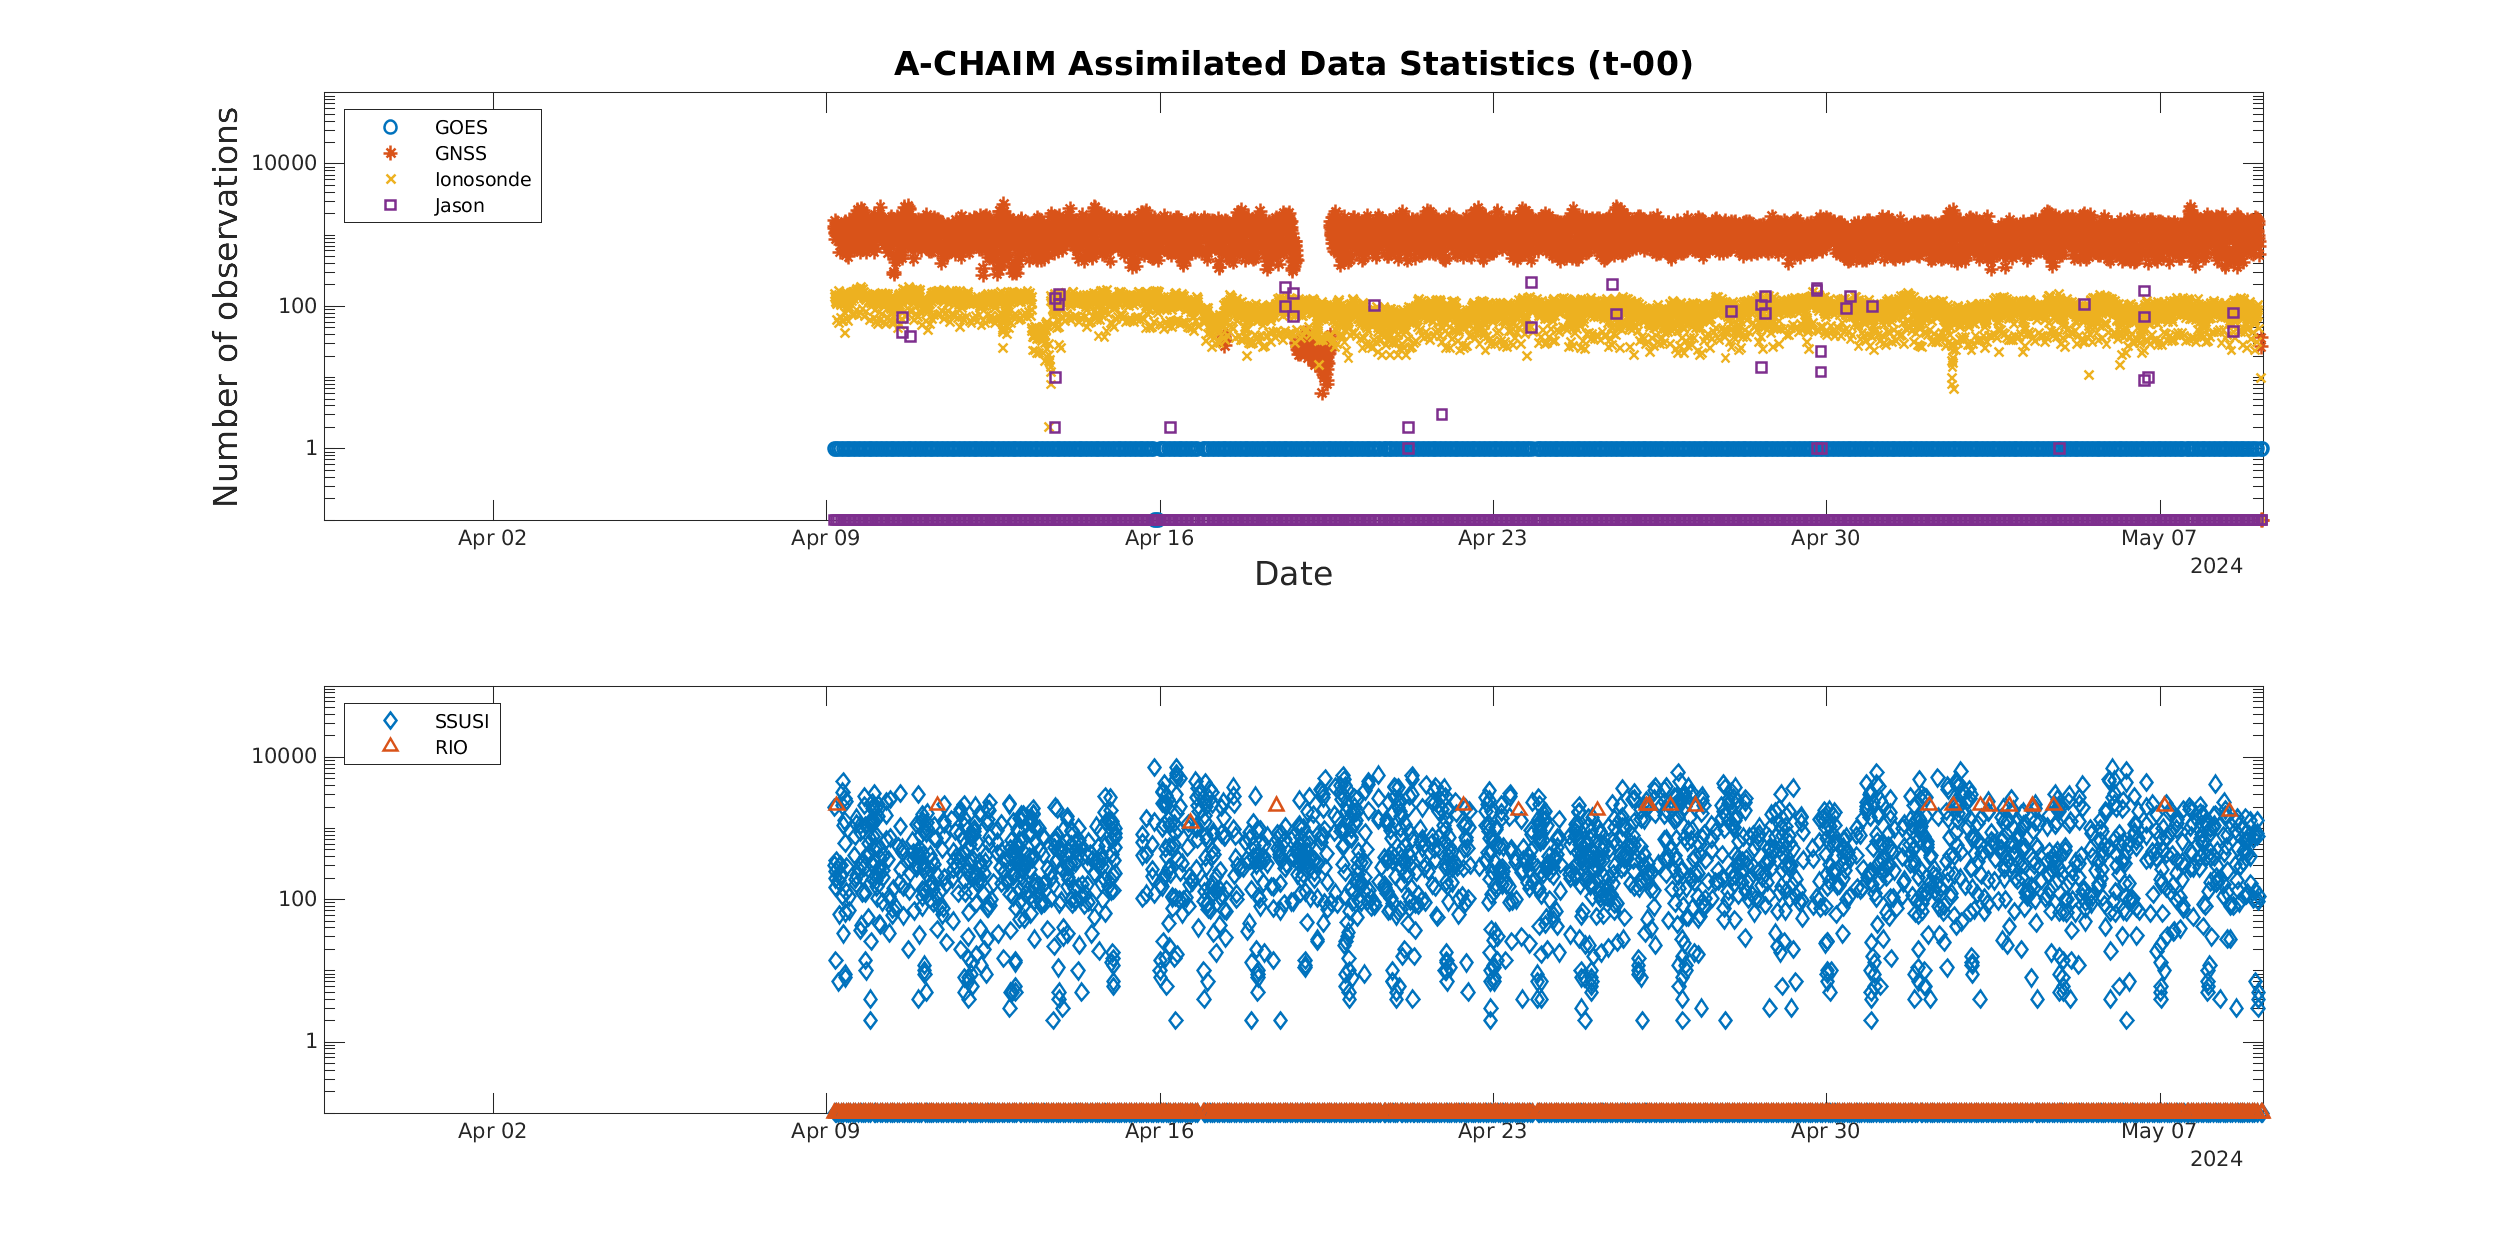 A-CHAIM Assimilated Data Statistics (t-00)
Number of observations
10000
100
1
GOES
GNSS
Ionosonde
Jason
Apr 02
Apr 09
Apr 16
Apr 23
Apr 30
May 07
2024
Date
10000
100
1
SSUSI
RIO
Apr 02
Apr 09
Apr 16
Apr 23
Apr 30
May 07
2024